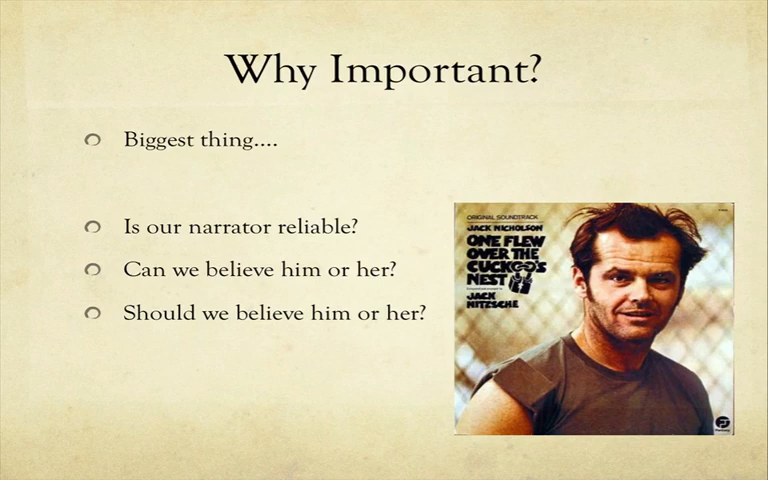 Why Important?
Biggest thing....
Is our narrator reliable?
Can we believe him or her?
Should we believe him or her?
ORIGINAL SOUNDTRACK
JACK NICHOLSON
ONE FLEW
OVER THE
CUCKOO'S
NEST
JACK
NITZSCHE